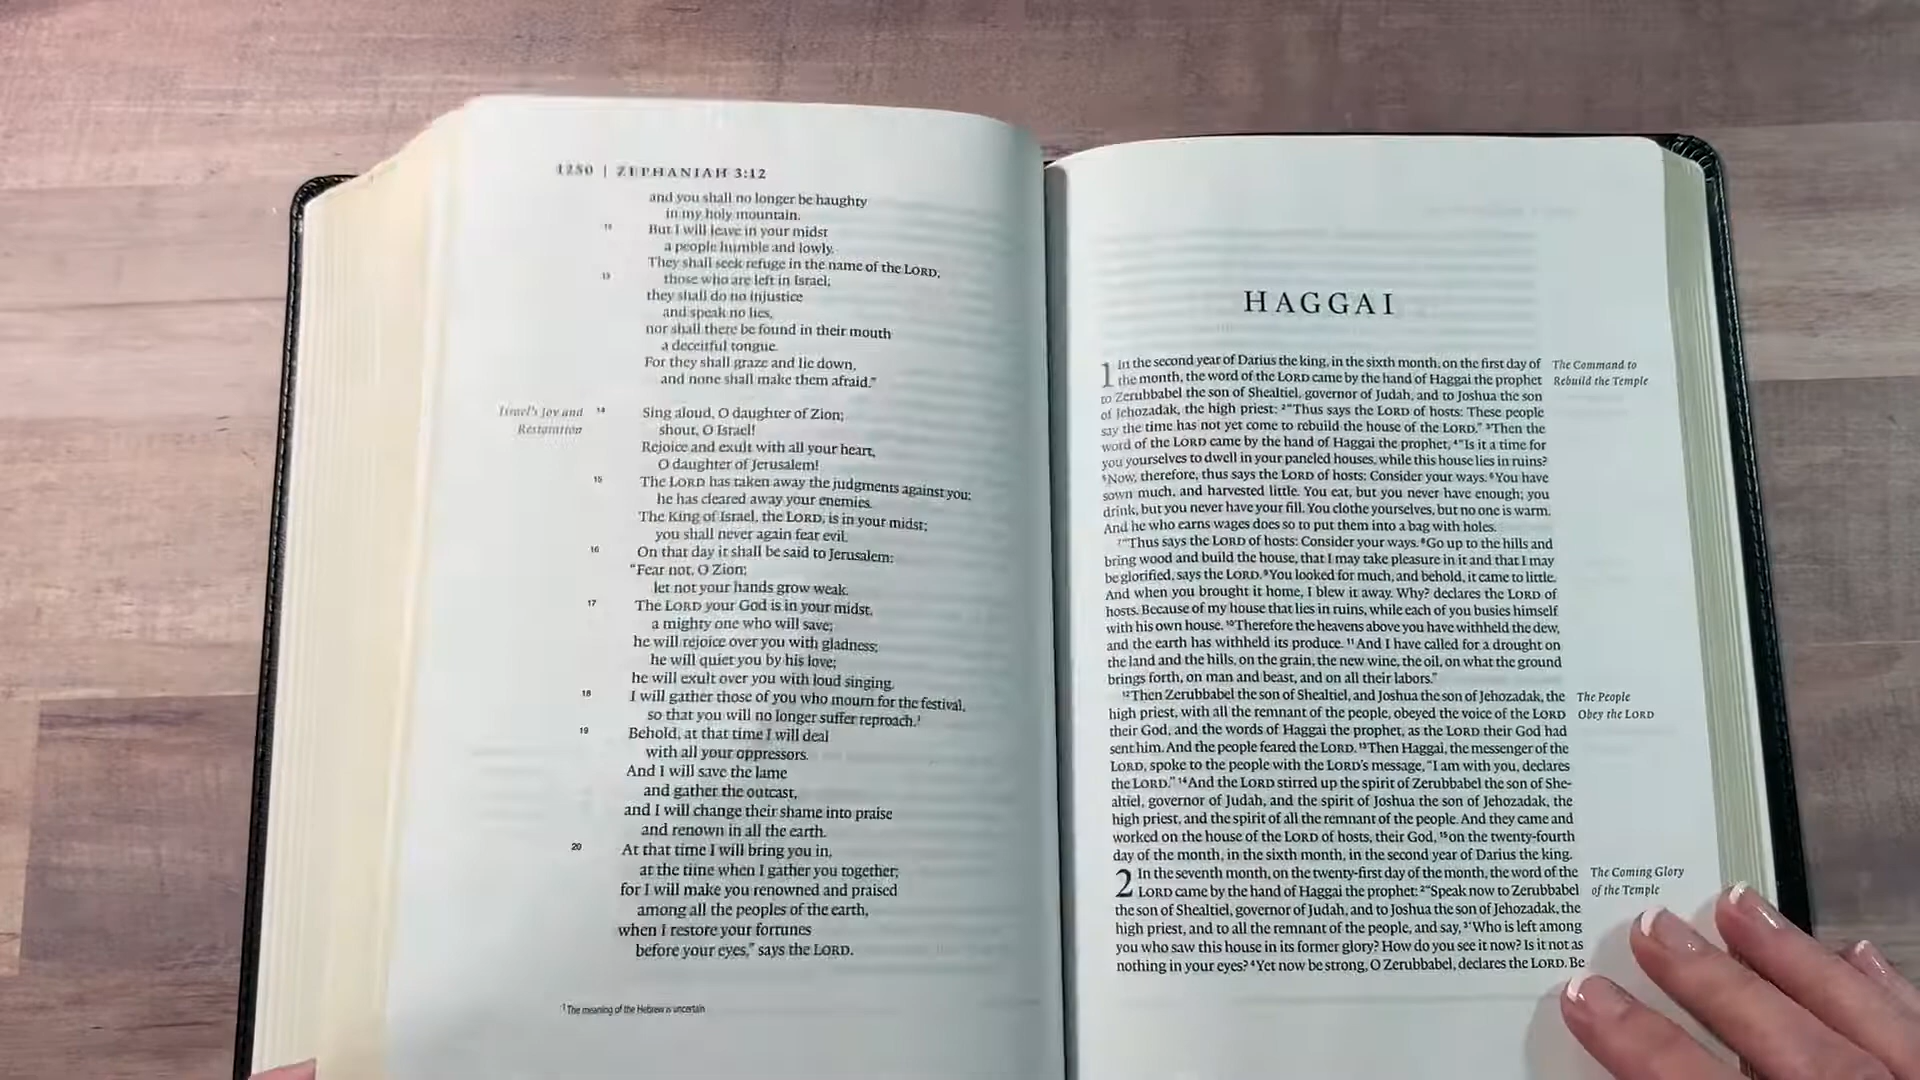 1250 | ZEPHANIAH 3:12
and you shall no longer be haughty
in my holy mountain.
12 But I will leave in your midst
a people humble and lowly.
They shall seek refuge in the name of the LORD,
13 those who are left in Israel;
they shall do no injustice
and speak no lies,
nor shall there be found in their mouth
a deceitful tongue.
For they shall graze and lie down,
and none shall make them afraid.”
Israel's Joy and
Restoration
14 Sing aloud, O daughter of Zion;
shout, O Israel!
Rejoice and exult with all your heart,
O daughter of Jerusalem!
15 The LORD has taken away the judgments against you;
he has cleared away your enemies.
The King of Israel, the LORD, is in your midst;
you shall never again fear evil.
16 On that day it shall be said to Jerusalem:
“Fear not, O Zion;
let not your hands grow weak.
17 The LORD your God is in your midst,
a mighty one who will save;
he will rejoice over you with gladness;
he will quiet you by his love;
he will exult over you with loud singing.
18 I will gather those of you who mourn for the festival,
so that you will no longer suffer reproach.¹
19 Behold, at that time I will deal
with all your oppressors.
And I will save the lame
and gather the outcast,
and I will change their shame into praise
and renown in all the earth.
20 At that time I will bring you in,
at the time when I gather you together;
for I will make you renowned and praised
among all the peoples of the earth,
when I restore your fortunes
before your eyes,” says the LORD.
¹ The meaning of the Hebrew is uncertain
HAGGAI
1 In the second year of Darius the king, in the sixth month, on the first day of
the month, the word of the LORD came by the hand of Haggai the prophet
to Zerubbabel the son of Shealtiel, governor of Judah, and to Joshua the son
of Jehozadak, the high priest: ²“Thus says the LORD of hosts: These people
say the time has not yet come to rebuild the house of the LORD.” ³Then the
word of the LORD came by the hand of Haggai the prophet, ⁴“Is it a time for
you yourselves to dwell in your paneled houses, while this house lies in ruins?
⁵Now, therefore, thus says the LORD of hosts: Consider your ways. ⁶You have
sown much, and harvested little. You eat, but you never have enough; you
drink, but you never have your fill. You clothe yourselves, but no one is warm.
And he who earns wages does so to put them into a bag with holes.
⁷“Thus says the LORD of hosts: Consider your ways. ⁸Go up to the hills and
bring wood and build the house, that I may take pleasure in it and that I may
be glorified, says the LORD. ⁹You looked for much, and behold, it came to little.
And when you brought it home, I blew it away. Why? declares the LORD of
hosts. Because of my house that lies in ruins, while each of you busies himself
with his own house. ¹⁰Therefore the heavens above you have withheld the dew,
and the earth has withheld its produce. ¹¹And I have called for a drought on
the land and the hills, on the grain, the new wine, the oil, on what the ground
brings forth, on man and beast, and on all their labors.”
¹²Then Zerubbabel the son of Shealtiel, and Joshua the son of Jehozadak, the
high priest, with all the remnant of the people, obeyed the voice of the LORD
their God, and the words of Haggai the prophet, as the LORD their God had
sent him. And the people feared the LORD. ¹³Then Haggai, the messenger of the
LORD, spoke to the people with the LORD's message, “I am with you, declares
the LORD.” ¹⁴And the LORD stirred up the spirit of Zerubbabel the son of She-
altiel, governor of Judah, and the spirit of Joshua the son of Jehozadak, the
high priest, and the spirit of all the remnant of the people. And they came and
worked on the house of the LORD of hosts, their God, ¹⁵on the twenty-fourth
day of the month, in the sixth month, in the second year of Darius the king.
2 In the seventh month, on the twenty-first day of the month, the word of the
LORD came by the hand of Haggai the prophet: ²“Speak now to Zerubbabel
the son of Shealtiel, governor of Judah, and to Joshua the son of Jehozadak, the
high priest, and to all the remnant of the people, and say, ³‘Who is left among
you who saw this house in its former glory? How do you see it now? Is it not as
nothing in your eyes? ⁴Yet now be strong, O Zerubbabel, declares the LORD. Be
The Command to
Rebuild the Temple
The People
Obey the LORD
The Coming Glory
of the Temple